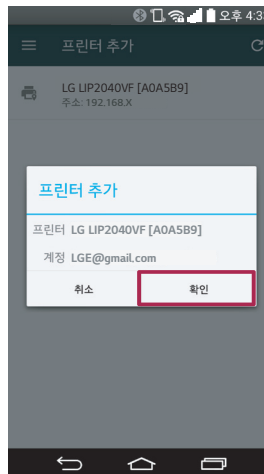 오후 4:3
프린터 추가
LG LIP2040VF [A0A5B9]
주소: 192.168.X
프린터 추가
프린터 LG LIP2040VF [A0A5B9]
계정 LGE@gmail.com
취소
확인